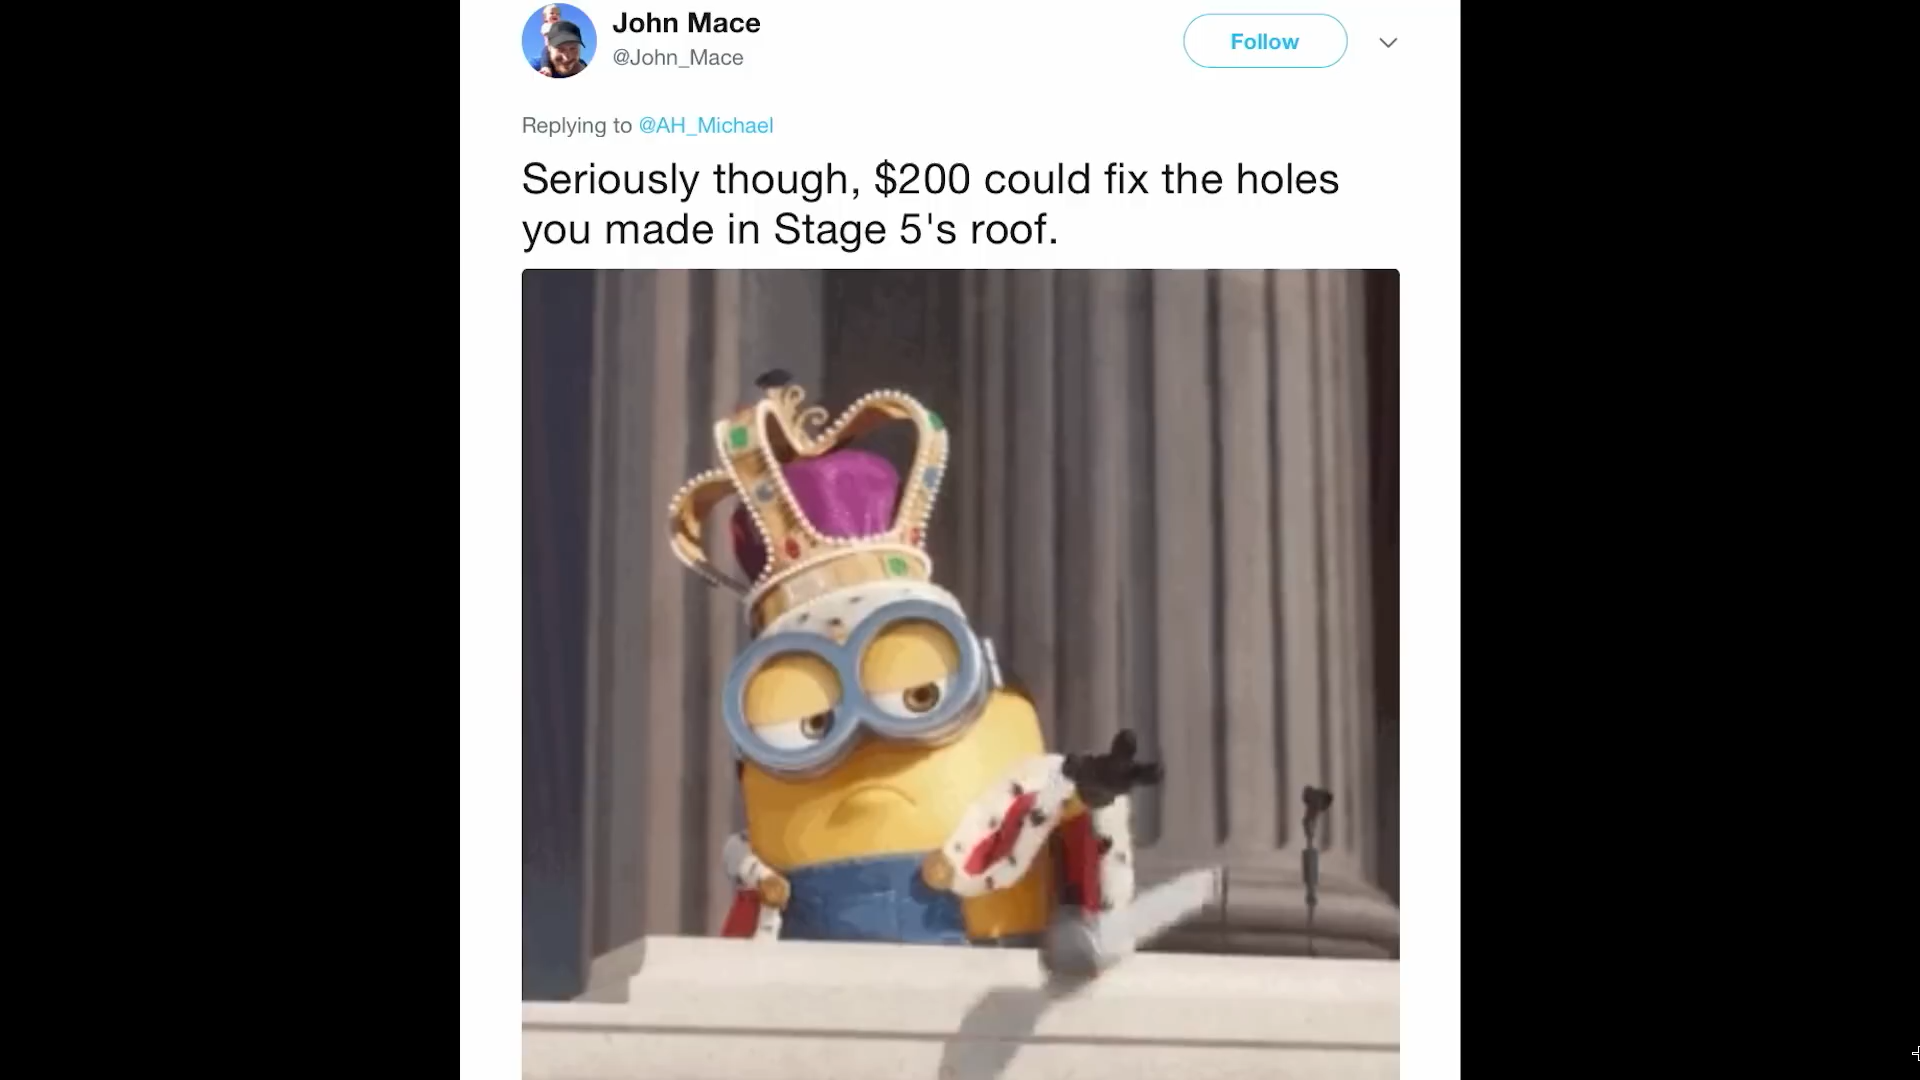 John Mace
@John_Mace
Follow
Replying to @AH_Michael
Seriously though, $200 could fix the holes
you made in Stage 5's roof.